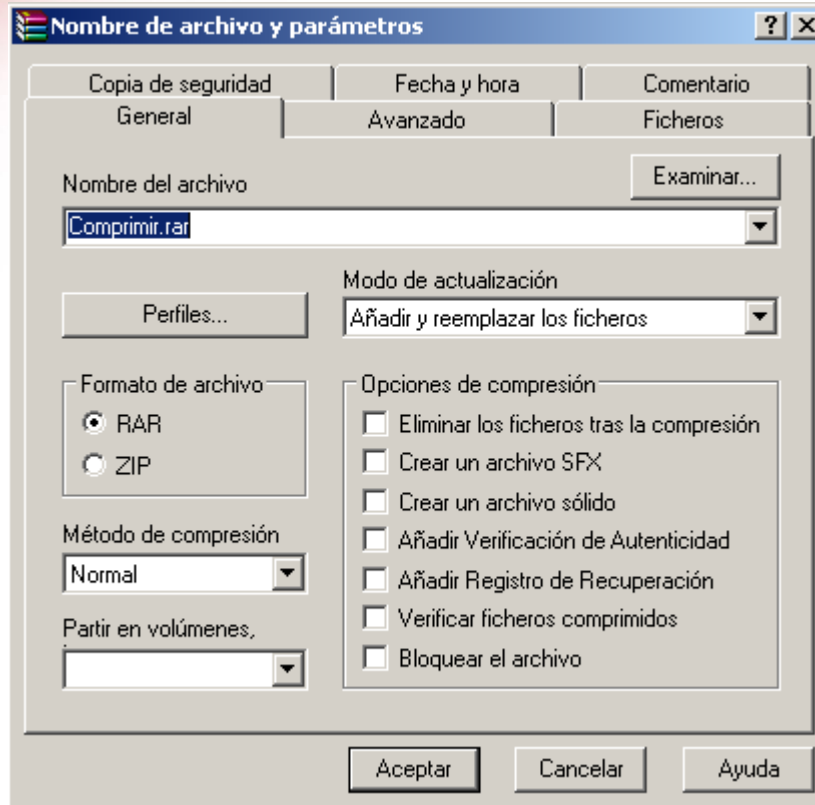 Nombre de archivo y parámetros
Copia de seguridad Fecha y hora Comentario
General Avanzado Ficheros
Nombre del archivo
Examinar...
Comprimir.rar
Modo de actualización
Perfiles...
Añadir y reemplazar los ficheros
Formato de archivo
RAR
ZIP
Método de compresión
Normal
Partir en volúmenes,
Opciones de compresión
Eliminar los ficheros tras la compresión
Crear un archivo SFX
Crear un archivo sólido
Añadir Verificación de Autenticidad
Añadir Registro de Recuperación
Verificar ficheros comprimidos
Bloquear el archivo
Aceptar Cancelar Ayuda